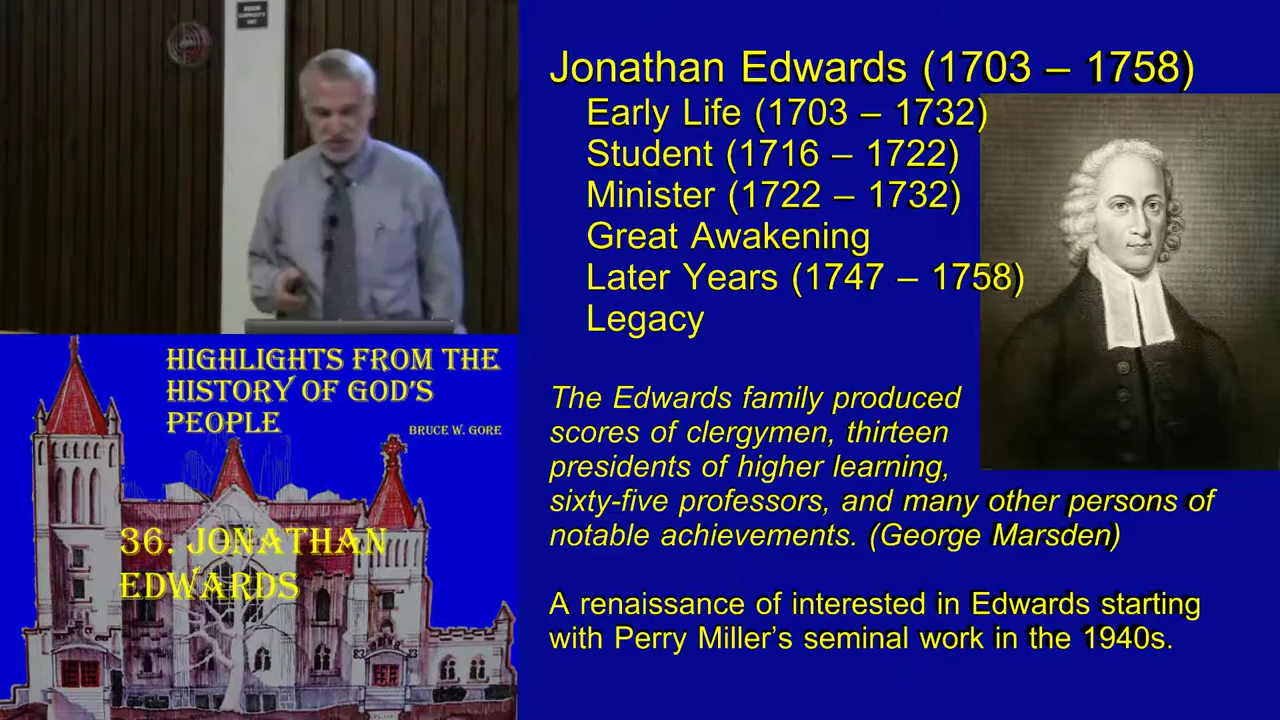 Jonathan Edwards (1703 – 1758)
Early Life (1703 – 1732)
Student (1716 – 1722)
Minister (1722 – 1732)
Great Awakening
Later Years (1747 – 1758)
Legacy
The Edwards family produced
scores of clergymen, thirteen
presidents of higher learning,
sixty-five professors, and many other persons of
notable achievements. (George Marsden)
A renaissance of interested in Edwards starting
with Perry Miller's seminal work in the 1940s.
HIGHLIGHTS FROM THE
HISTORY OF GOD'S
PEOPLE
BRUCE W. GORE
36. JONATHAN
EDWARDS